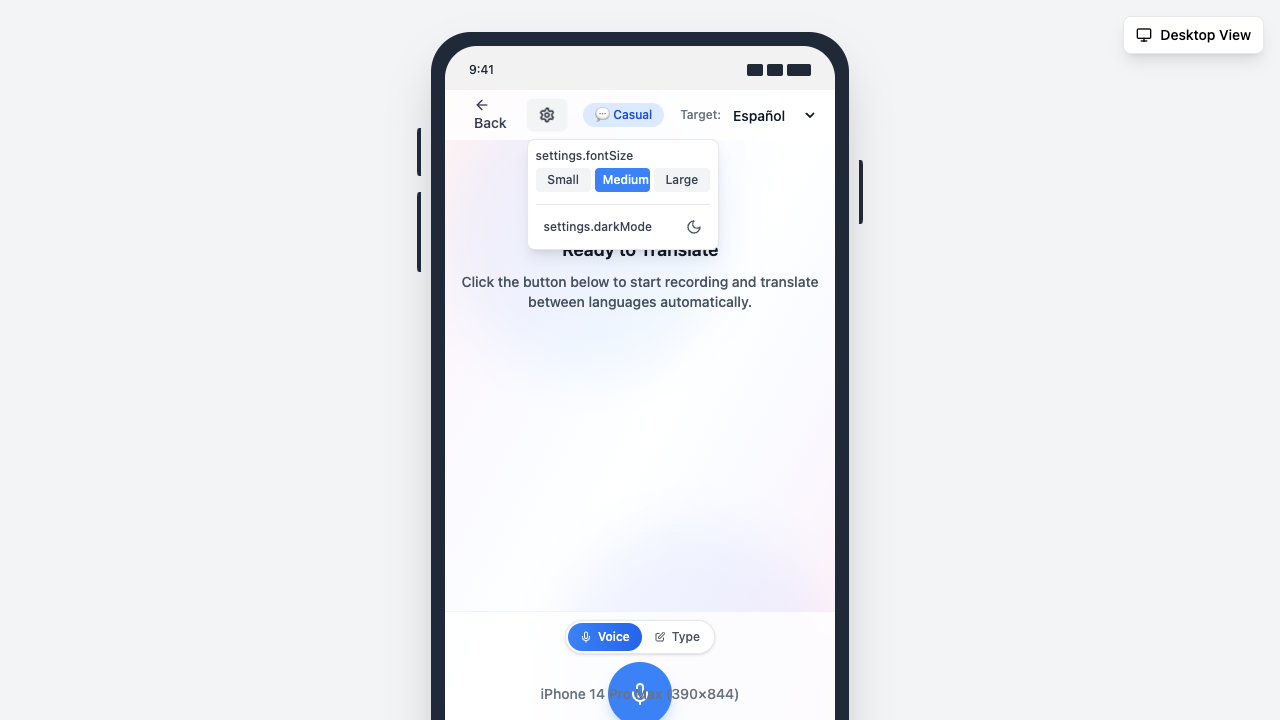 Desktop View
9:41
Back
💬 Casual
Target:
Español
settings.fontSize
Small
Medium
Large
settings.darkMode
Ready to Translate
Click the button below to start recording and translate
between languages automatically.
Voice
Type
iPhone 14 Pro Max (390×844)